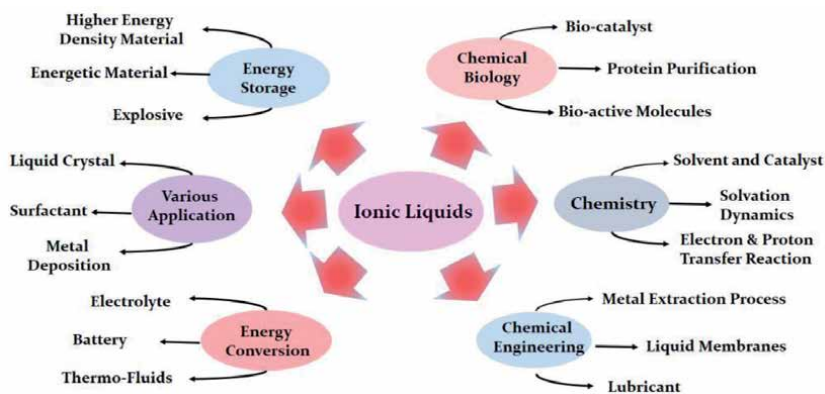 Higher Energy
Density Material
Energetic Material
Explosive
Energy
Storage
Chemical
Biology
Bio-catalyst
Protein Purification
Bio-active Molecules
Liquid Crystal
Surfactant
Metal
Deposition
Various
Application
Ionic Liquids
Chemistry
Solvent and Catalyst
Solvation
Dynamics
Electron & Proton
Transfer Reaction
Electrolyte
Battery
Thermo-Fluids
Energy
Conversion
Chemical
Engineering
Metal Extraction Process
Liquid Membranes
Lubricant